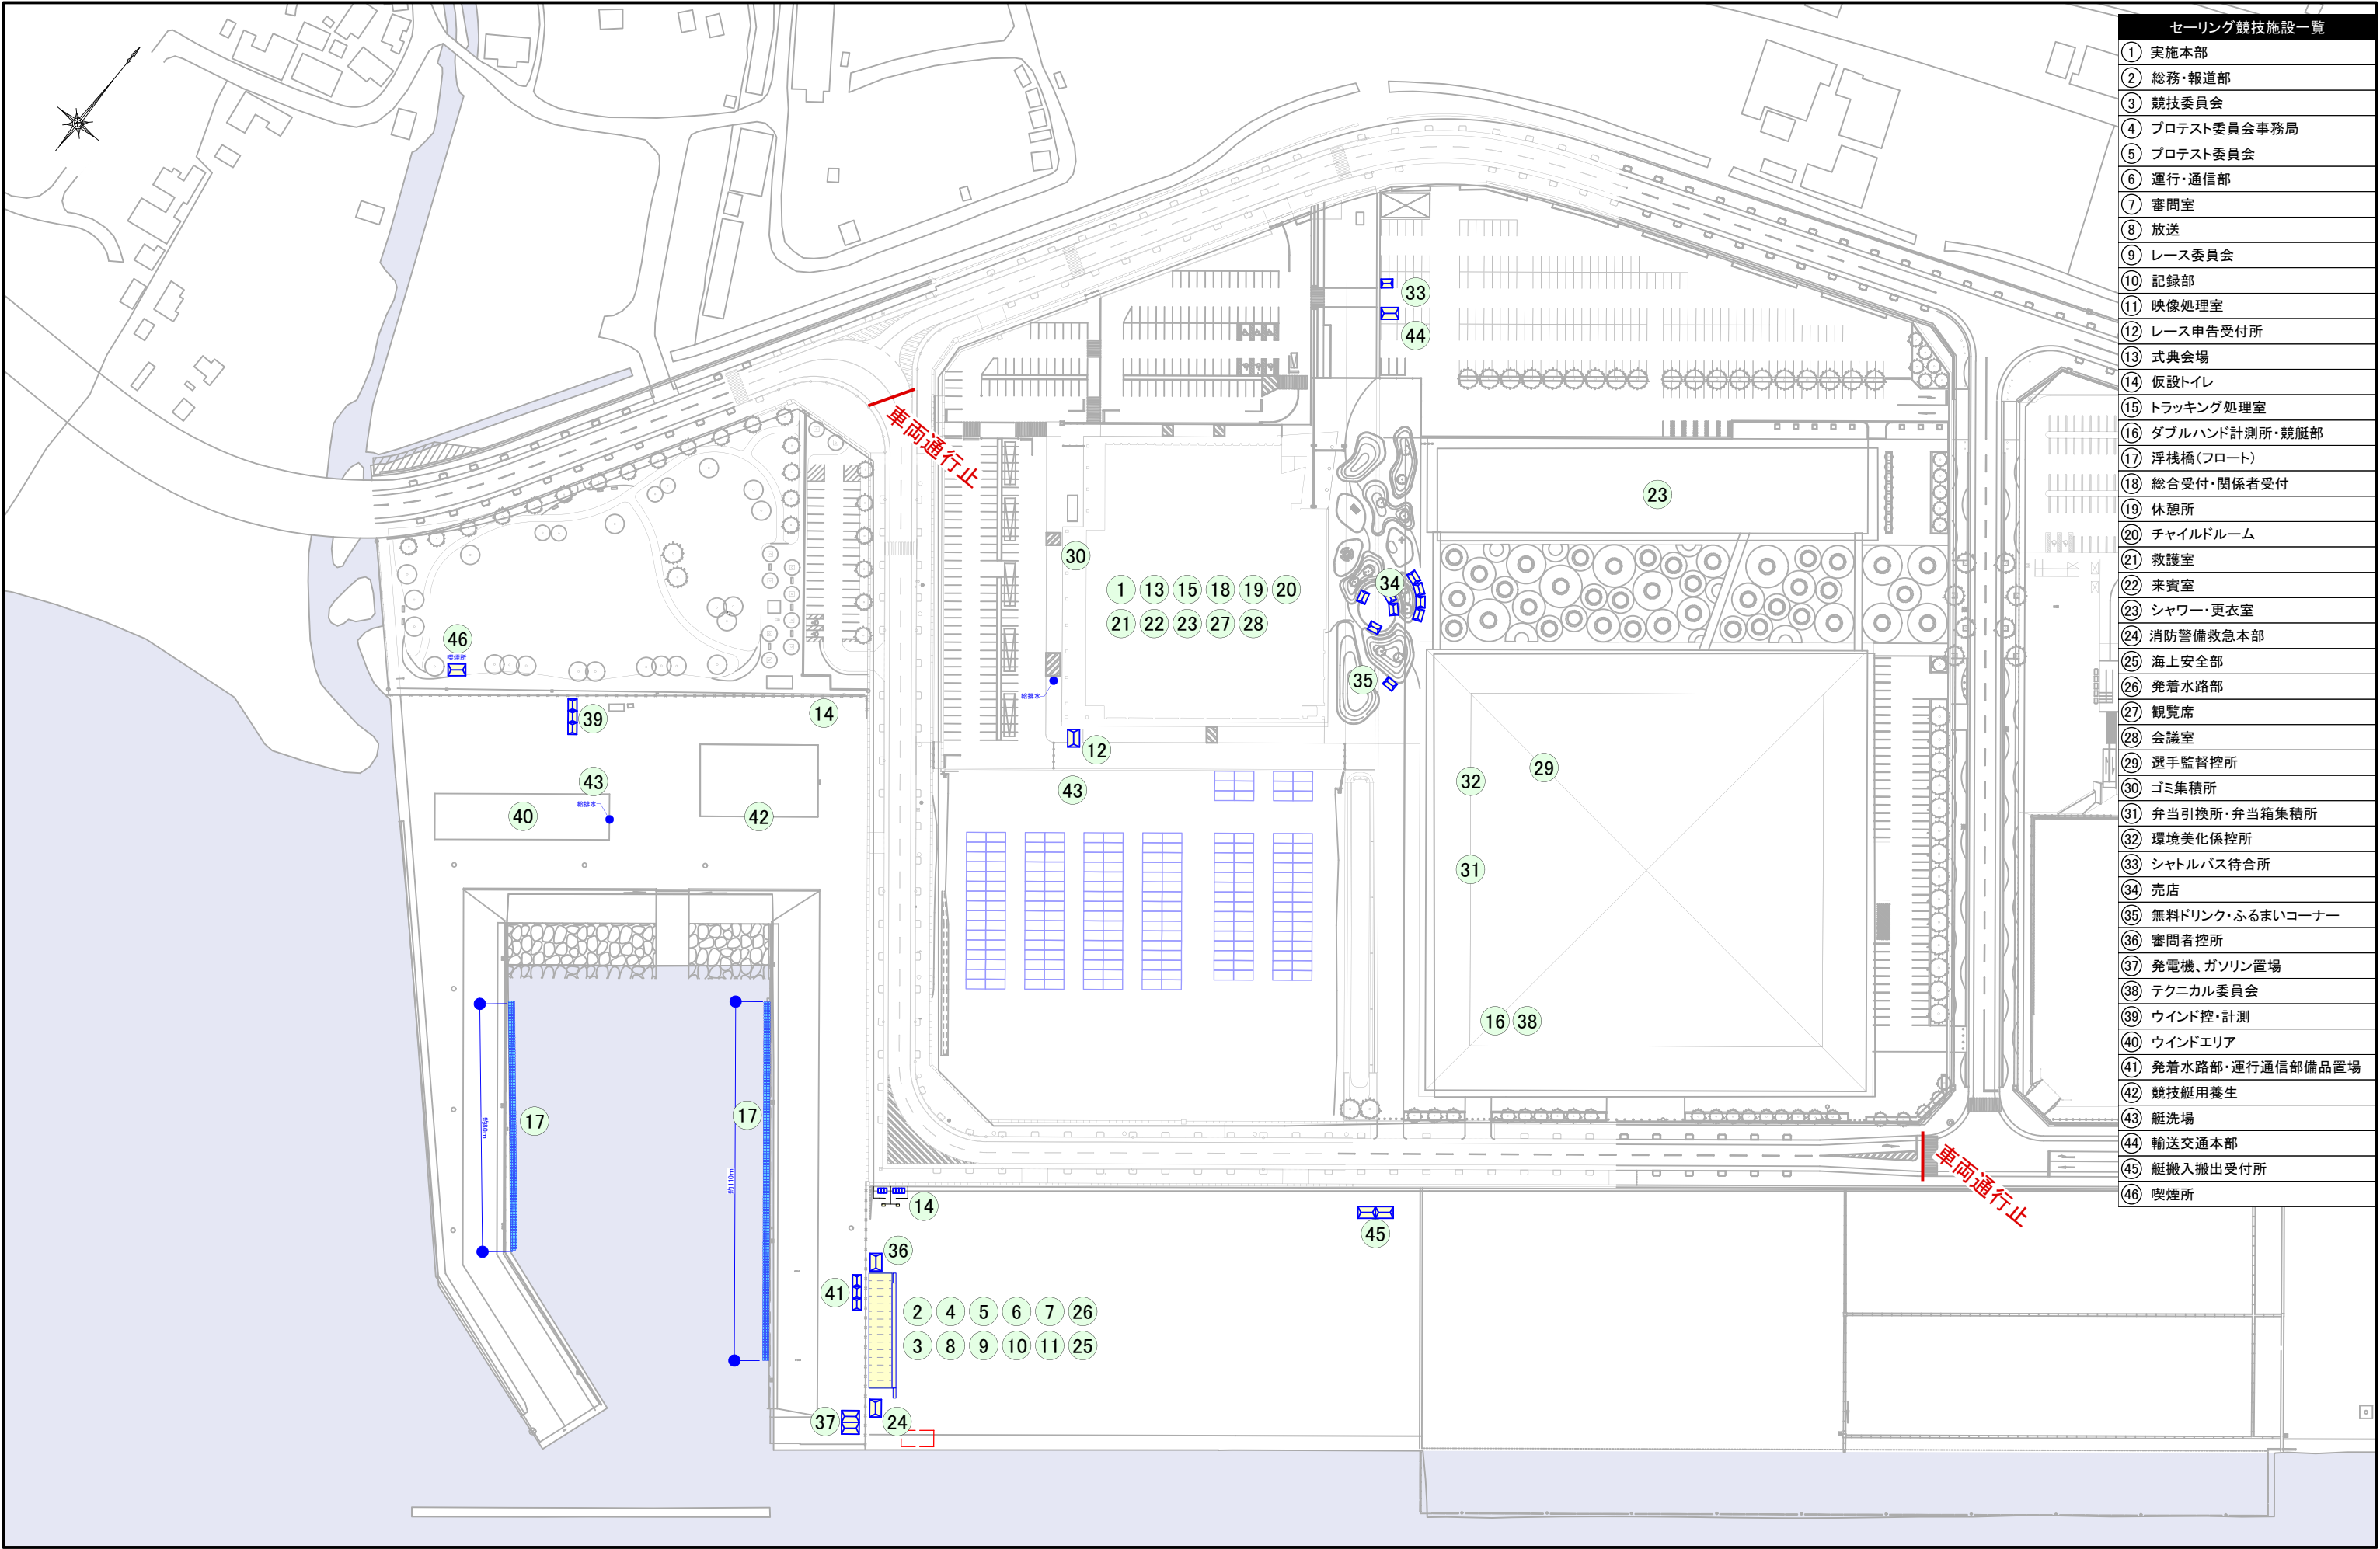 セーリング競技施設一覧
① 実施本部
② 総務・報道部
③ 競技委員会
④ プロテスト委員会事務局
⑤ プロテスト委員会
⑥ 運行・通信部
⑦ 審問室
⑧ 放送
⑨ レース委員会
⑩ 記録部
⑪ 映像処理室
⑫ レース申告受付所
⑬ 式典会場
⑭ 仮設トイレ
⑮ トラッキング処理室
⑯ ダブルハンド計測所・競艇部
⑰ 浮桟橋(フロート)
⑱ 総合受付・関係者受付
⑲ 休憩所
⑳ チャイルドルーム
㉑ 救護室
㉒ 来賓室
㉓ シャワー・更衣室
㉔ 消防警備救急本部
㉕ 海上安全部
㉖ 発着水路部
㉗ 観覧席
㉘ 会議室
㉙ 選手監督控所
㉚ ゴミ集積所
㉛ 弁当引換所・弁当箱集積所
㉜ 環境美化係控所
㉝ シャトルバス待合所
㉞ 売店
㉟ 無料ドリンク・ふるまいコーナー
㊱ 審問者控所
㊲ 発電機、ガソリン置場
㊳ テクニカル委員会
㊴ ウインド控・計測
㊵ ウインドエリア
㊶ 発着水路部・運行通信部備品置場
㊷ 競技艇用養生
㊸ 艇洗場
㊹ 輸送交通本部
㊺ 艇搬入搬出受付所
㊻ 喫煙所
33
44
車両通行止
23
30
1 13 15 18 19 20
21 22 23 27 28
34
35
46
喫煙所
給排水
39
14
12
43
43
32
29
40
給排水
42
31
16 38
17
約80m
17
約110m
車両通行止
14
45
36
41
2 4 5 6 7 26
3 8 9 10 11 25
37
24